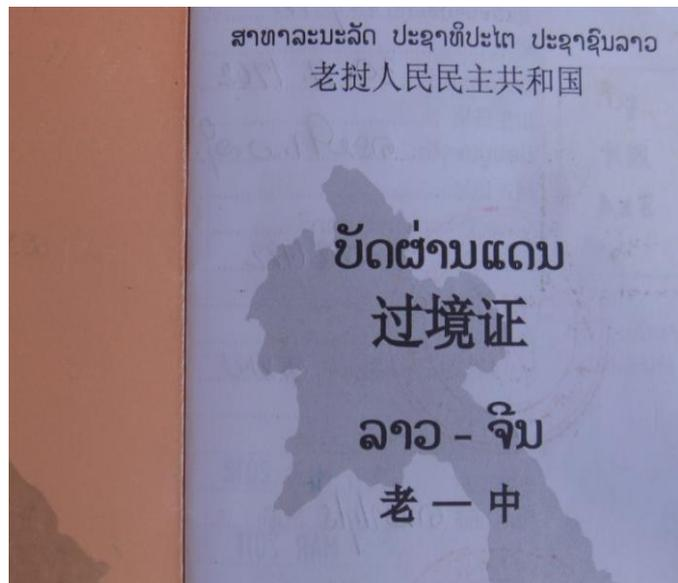 ສາທາລະນະລັດ ປະຊາທິປະໄຕ ປະຊາຊົນລາວ
老挝人民民主共和国
ບັດຜ່ານແດນ
过境证
ລາວ - ຈີນ
老 — 中